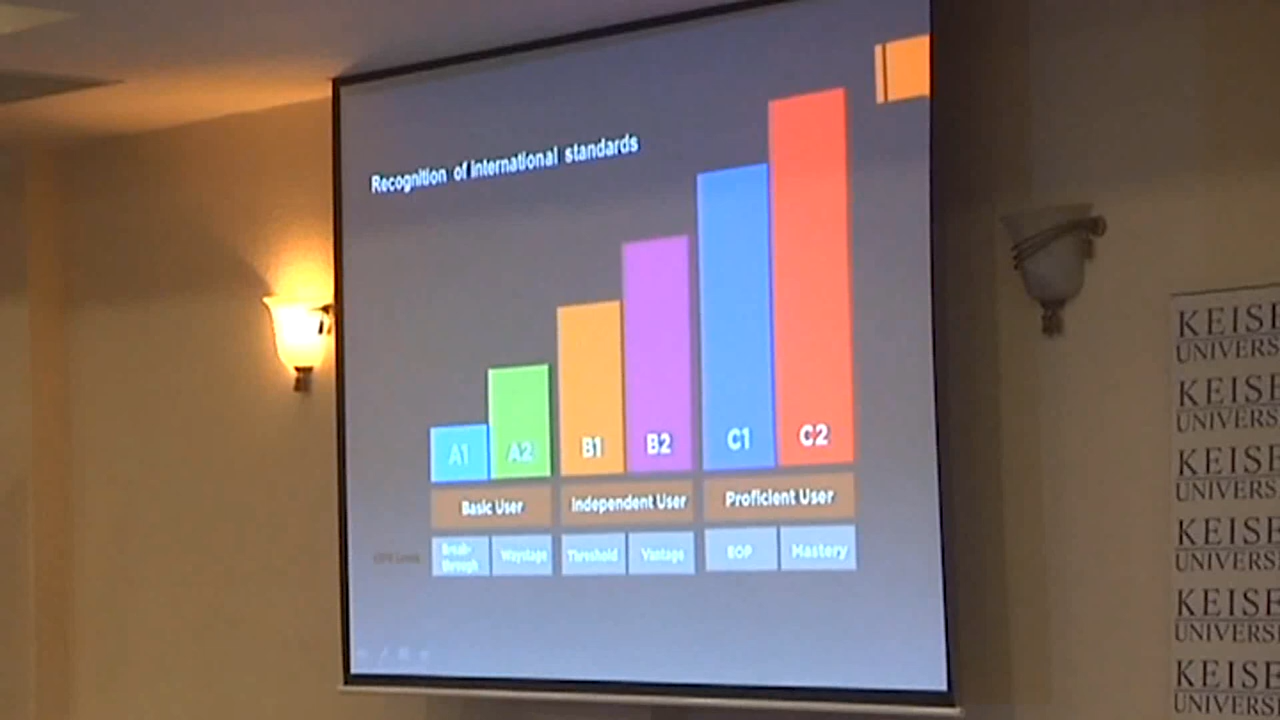 Recognition of international standards
A1
A2
B1
B2
C1
C2
Basic User
Independent User
Proficient User
Break-
through
Waystage
Threshold
Vantage
EOP
Mastery
KEISE
UNIVERS
KEISE
UNIVERS
KEISE
UNIVERS
KEISE
UNIVERS
KEISE
UNIVERS
KEISE
UNIVERS